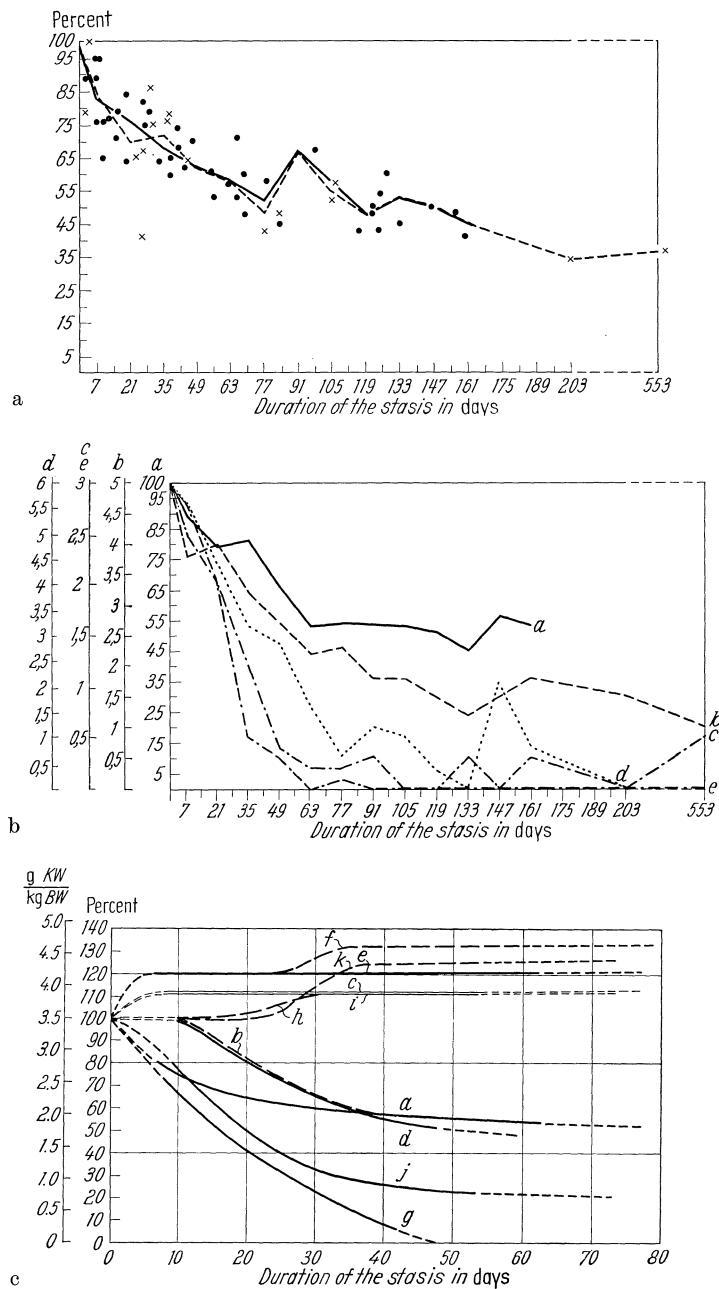 Percent
100
95
85
75
65
55
45
35
25
15
5
7 21 35 49 63 77 91 105 119 133 147 161 175 189 203 553
Duration of the stasis in days
a
c
d e b a
6 3 5 100
95
5,5 4,5
5 2,5 85
4,5 4 75
4 2 3,5
3,5 3 65
3 1,5 2,5 55
2,5 2 45
2 1 1,5 35
1,5 1 25
1 0,5 15
0,5 0,5 5
a
b
c
d
e
7 21 35 49 63 77 91 105 119 133 147 161 175 189 203 553
Duration of the stasis in days
b
g KW
kg BW
Percent
5.0 140
4.5 130
120
4.0 110
3.5 100
3.0 90
80
2.5 70
2.0 60
1.5 50
40
1.0 30
0.5 20
10
0 0
f
k e
c
i
h
b
a
d
j
g
0 10 20 30 40 50 60 70 80
Duration of the stasis in days
c